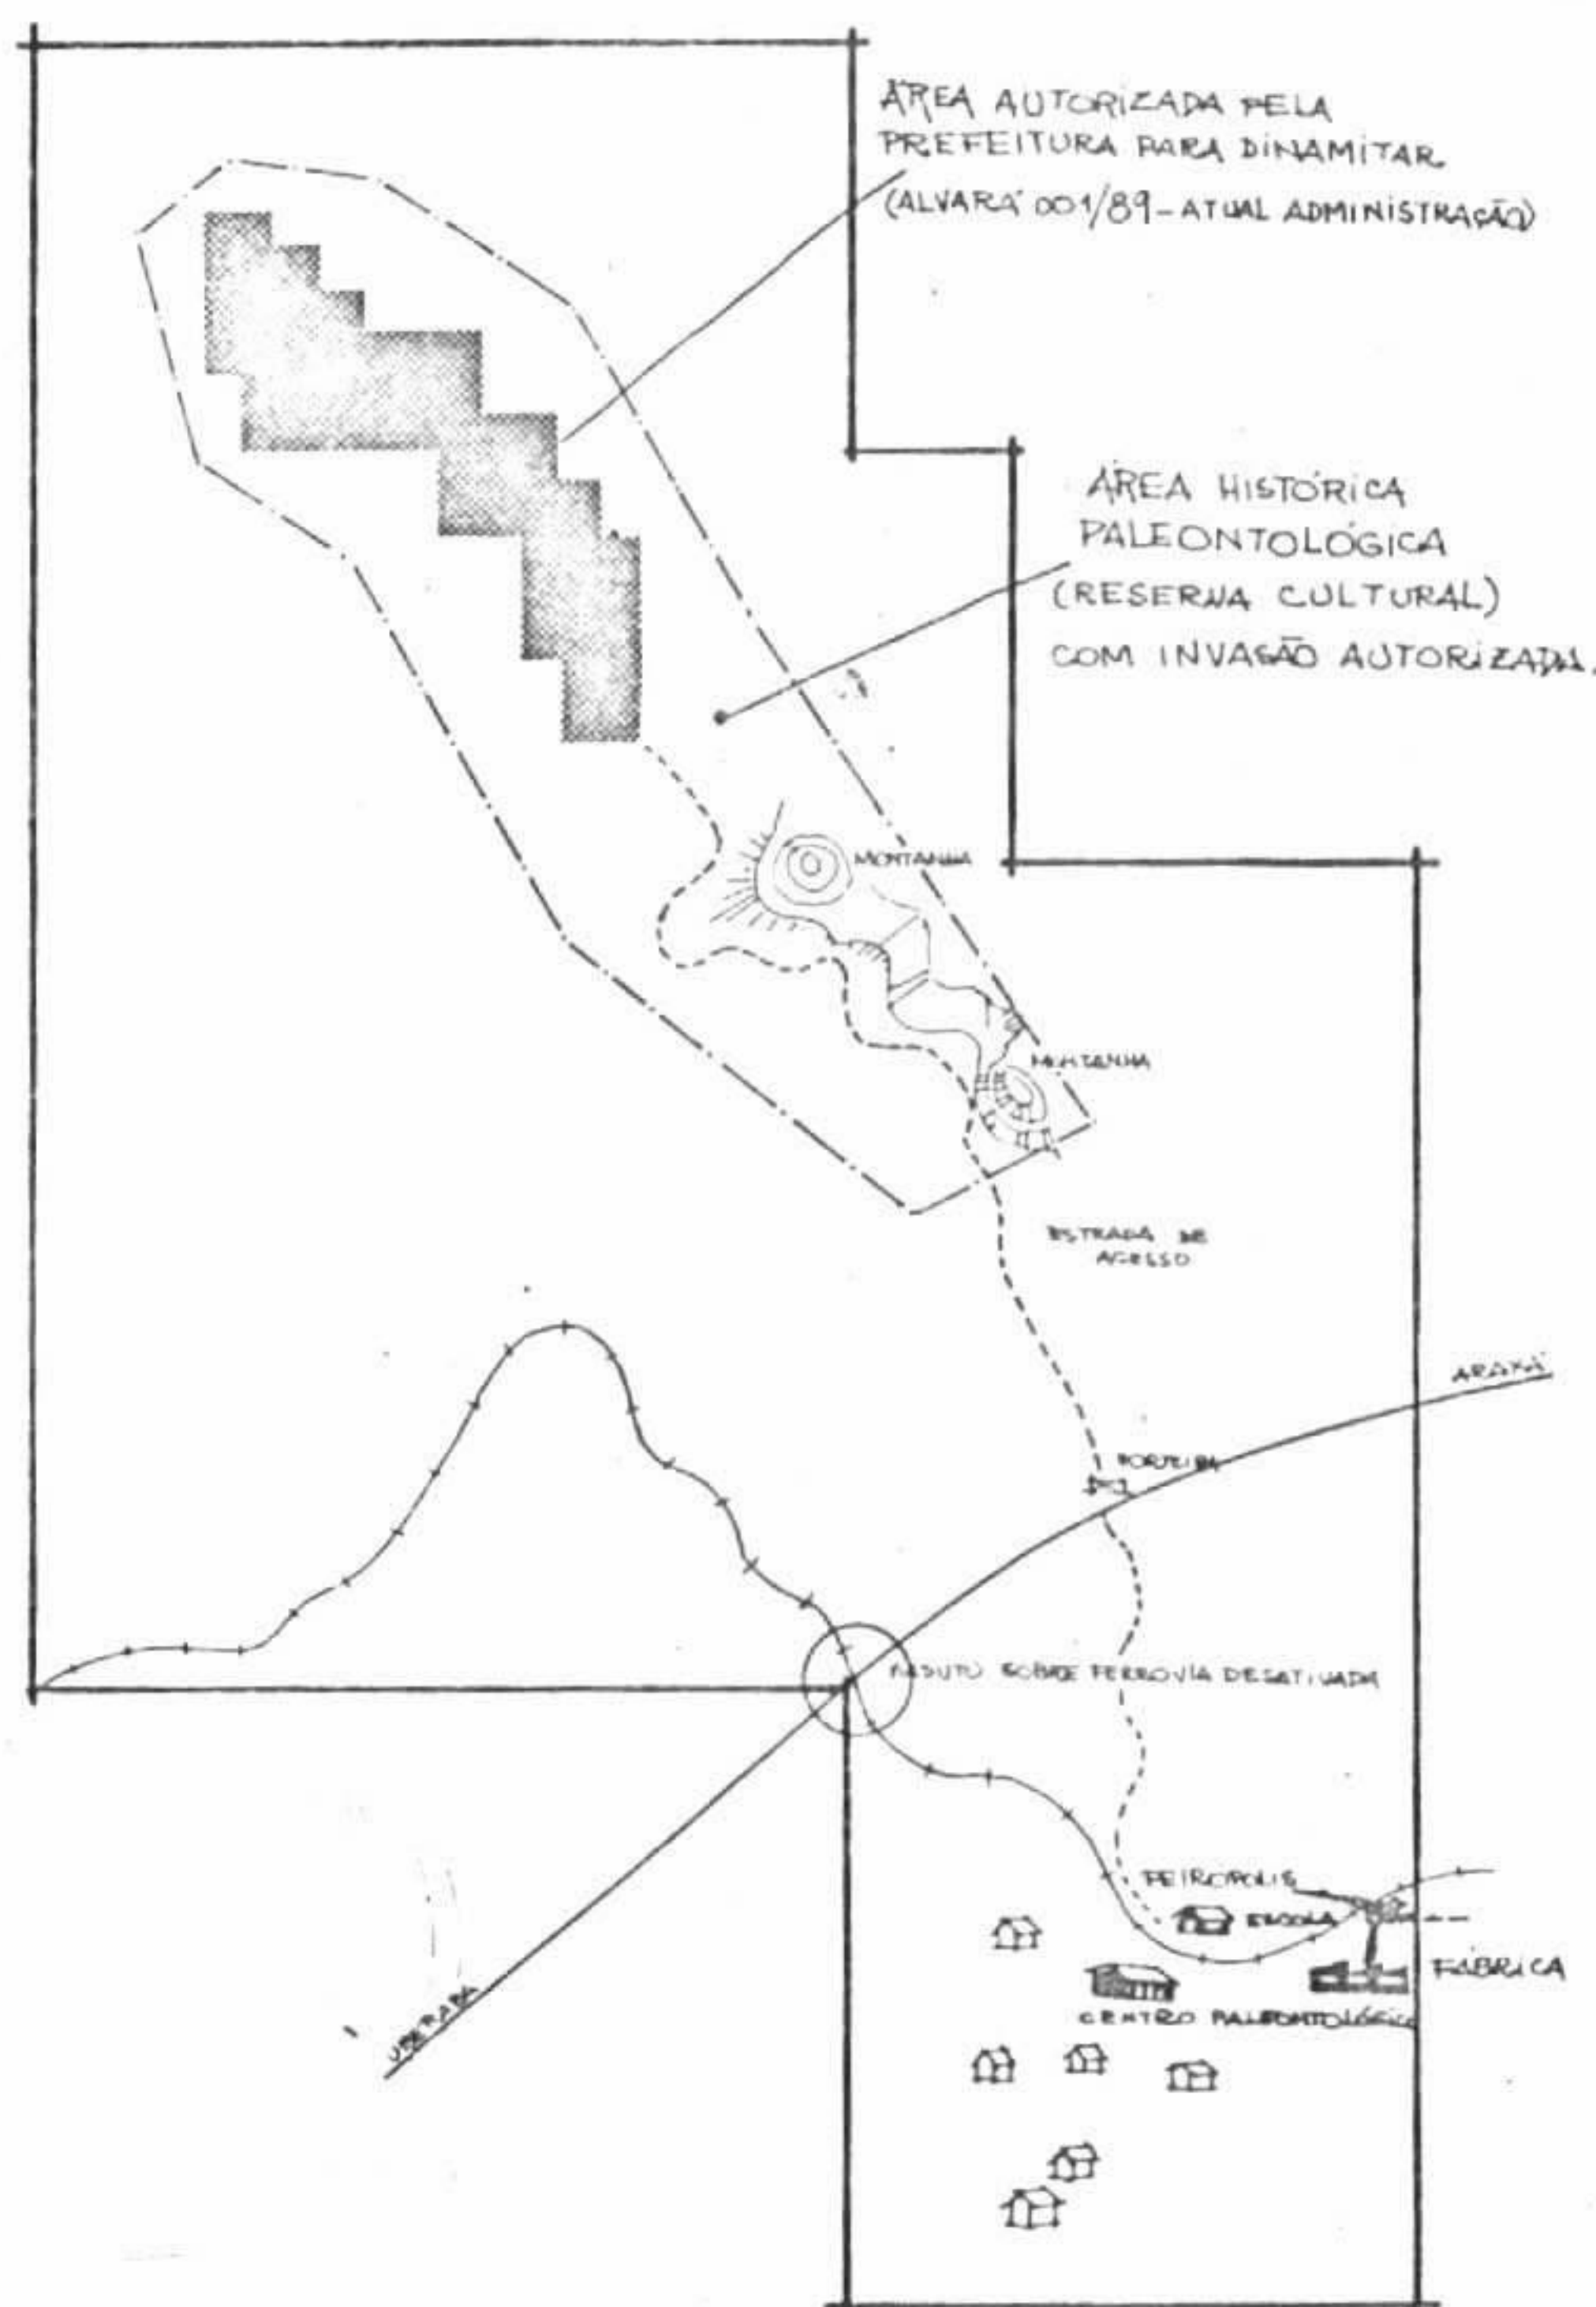 ÁREA AUTORIZADA PELA
PREFEITURA PARA DINAMITAR
(ALVARÁ 001/89 - ATUAL ADMINISTRAÇÃO)
ÁREA HISTÓRICA
PALEONTOLÓGICA
(RESERVA CULTURAL)
COM INVASÃO AUTORIZADA.
MONTANHA
MONTANHA
ESTRADA DE
ACESSO
ARAXÁ
PORTEIRA
SOBRE FERROVIA DESATIVADA
PEIRÓPOLIS
ESCOLA
FÁBRICA
CENTRO PALEONTOLÓGICO
UBERABA